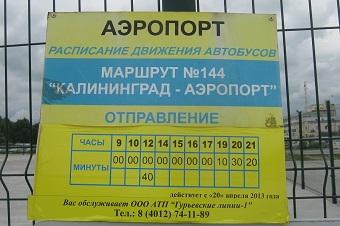 АЭРОПОРТ
РАСПИСАНИЕ ДВИЖЕНИЯ АВТОБУСОВ
МАРШРУТ №144
"КАЛИНИНГРАД - АЭРОПОРТ"
ОТПРАВЛЕНИЕ
ЧАСЫ 9 10 12 14 15 16 17 18 19 20 21
МИНУТЫ 00 00 00 00 00 00 00 00 10 30 20
40
действует с «20» апреля 2013 года
Вас обслуживает ООО АТП "Гурьевские линии-1"
Тел.: 8 (4012) 74-11-89